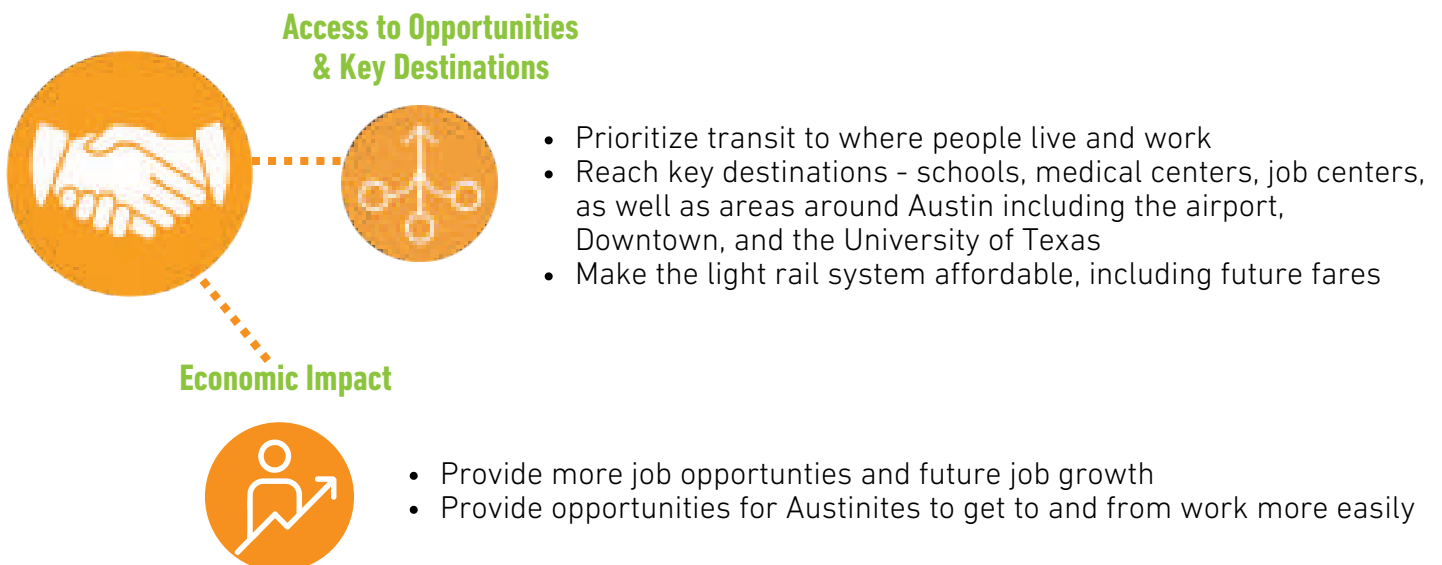 Access to Opportunities
& Key Destinations
• Prioritize transit to where people live and work
• Reach key destinations - schools, medical centers, job centers,
as well as areas around Austin including the airport,
Downtown, and the University of Texas
• Make the light rail system affordable, including future fares
Economic Impact
• Provide more job opportunties and future job growth
• Provide opportunities for Austinites to get to and from work more easily